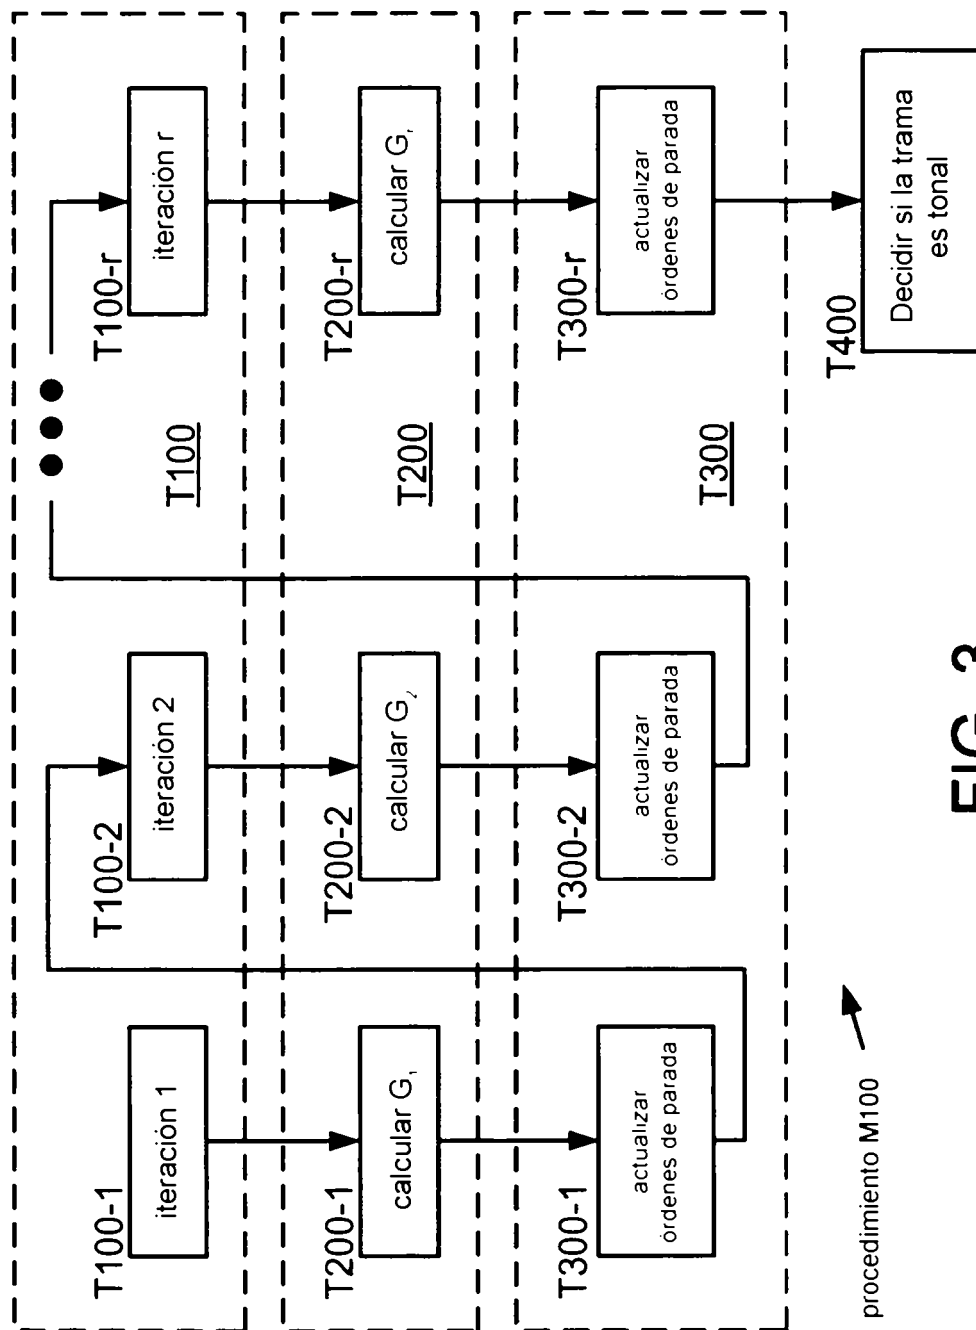 T100-1
iteración 1
T100-2
iteración 2
T100
T100-r
iteración r
T200-1
calcular G1
T200-2
calcular G2
T200
T200-r
calcular Gr
T300-1
actualizar
órdenes de parada
T300-2
actualizar
órdenes de parada
T300
T300-r
actualizar
órdenes de parada
T400
Decidir si la trama
es tonal
procedimiento M100
FIG. 3